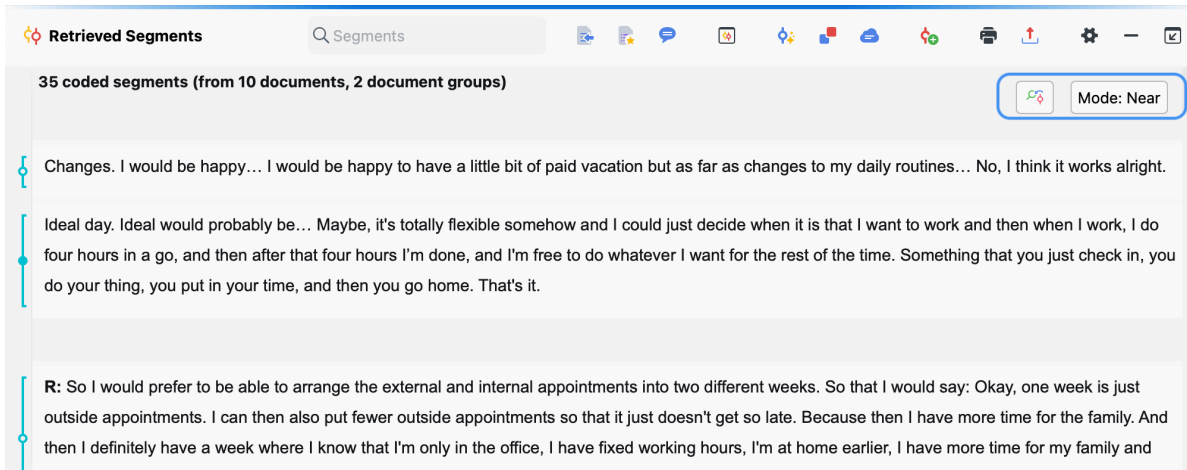 Retrieved Segments
Segments
35 coded segments (from 10 documents, 2 document groups)
Mode: Near
Changes. I would be happy… I would be happy to have a little bit of paid vacation but as far as changes to my daily routines… No, I think it works alright.
Ideal day. Ideal would probably be… Maybe, it's totally flexible somehow and I could just decide when it is that I want to work and then when I work, I do
four hours in a go, and then after that four hours I’m done, and I'm free to do whatever I want for the rest of the time. Something that you just check in, you
do your thing, you put in your time, and then you go home. That's it.
R: So I would prefer to be able to arrange the external and internal appointments into two different weeks. So that I would say: Okay, one week is just
outside appointments. I can then also put fewer outside appointments so that it just doesn't get so late. Because then I have more time for the family. And
then I definitely have a week where I know that I'm only in the office, I have fixed working hours, I'm at home earlier, I have more time for my family and